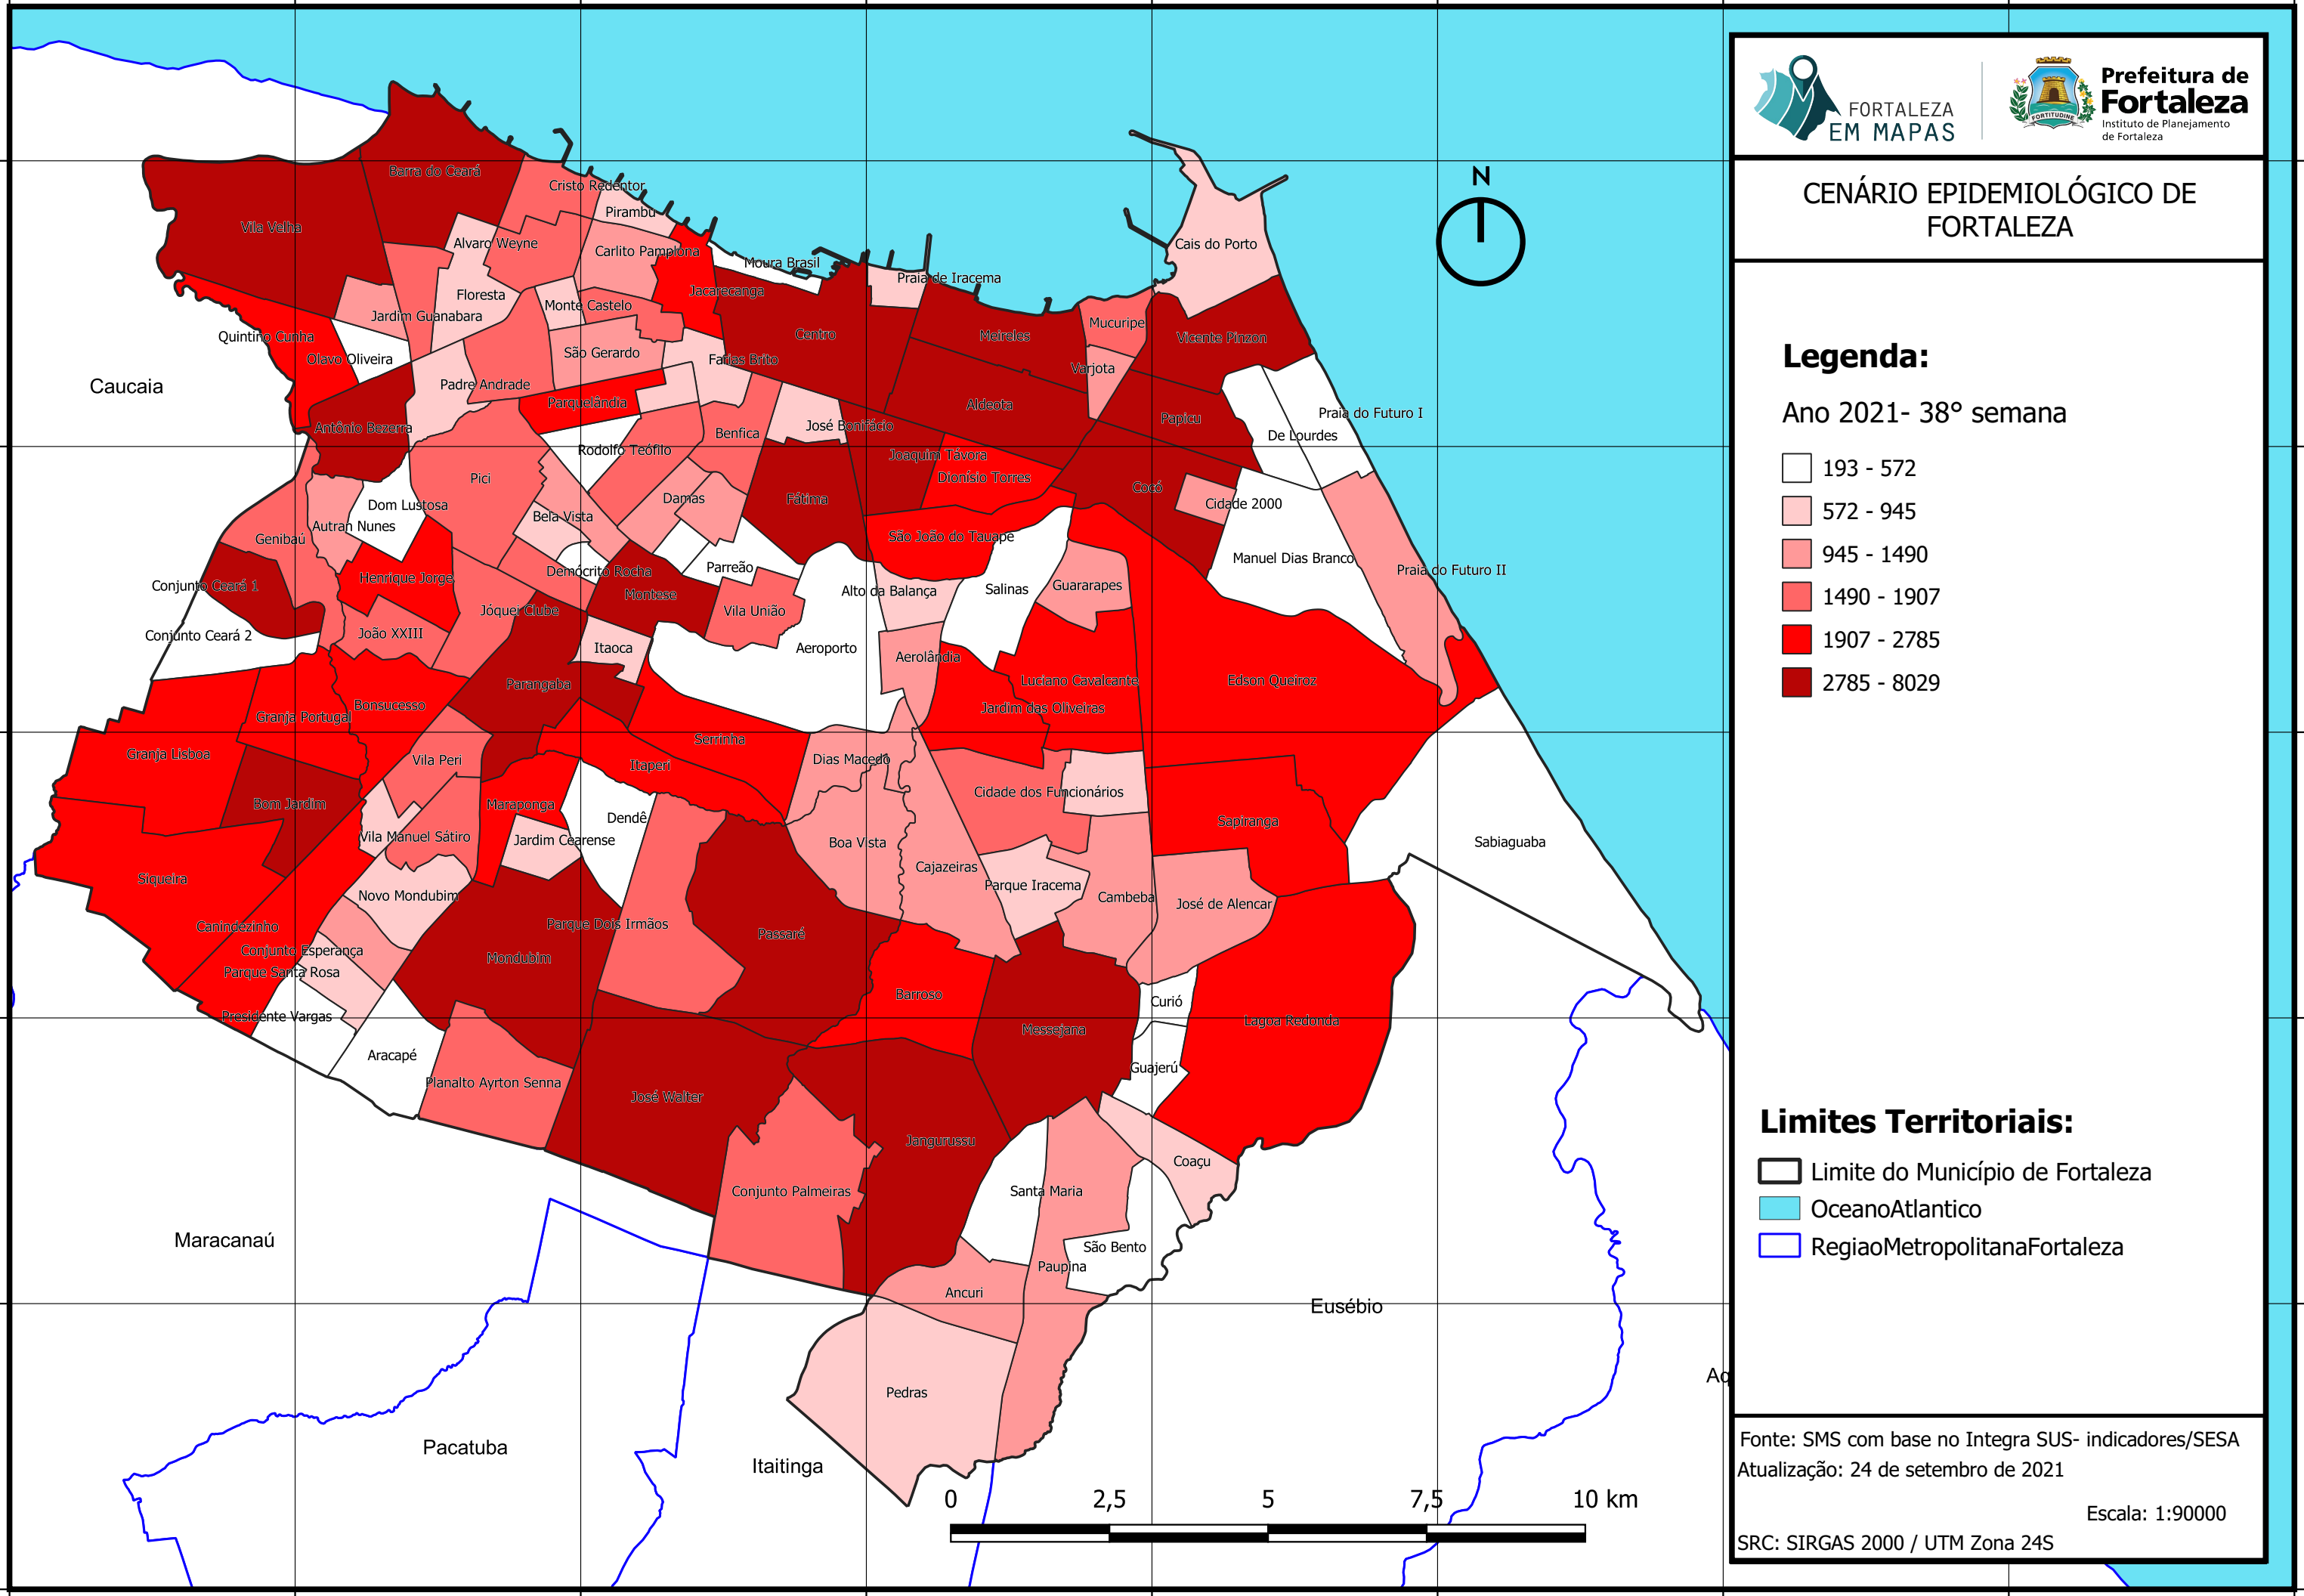 FORTALEZA
EM MAPAS
FORTITUDINE
Prefeitura de
Fortaleza
Instituto de Planejamento
de Fortaleza
CENÁRIO EPIDEMIOLÓGICO DE
FORTALEZA
Legenda:
Ano 2021- 38° semana
193 - 572
572 - 945
945 - 1490
1490 - 1907
1907 - 2785
2785 - 8029
Limites Territoriais:
Limite do Município de Fortaleza
OceanoAtlantico
RegiaoMetropolitanaFortaleza
Fonte: SMS com base no Integra SUS- indicadores/SESA
Atualização: 24 de setembro de 2021
Escala: 1:90000
SRC: SIRGAS 2000 / UTM Zona 24S
N
Barra do Ceará
Cristo Redentor
Pirambu
Vila Velha
Alvaro Weyne
Carlito Pamplona
Moura Brasil
Cais do Porto
Praia de Iracema
Jacarecanga
Floresta
Monte Castelo
Jardim Guanabara
Quintino Cunha
Olavo Oliveira
São Gerardo
Farias Brito
Centro
Meireles
Mucuripe
Vicente Pinzon
Varjota
Caucaia
Padre Andrade
Parquelândia
Aldeota
Papicu
Praia do Futuro I
Antônio Bezerra
Benfica
José Bonifácio
De Lourdes
Rodolfo Teófilo
Joaquim Távora
Dionísio Torres
Pici
Cocó
Dom Lustosa
Damas
Fátima
Cidade 2000
Autran Nunes
Bela Vista
Genibaú
São João do Tauape
Manuel Dias Branco
Praia do Futuro II
Conjunto Ceará 1
Henrique Jorge
Demócrito Rocha
Parreão
Montese
Alto da Balança
Salinas
Guararapes
Jóquer Clube
Vila União
Conjunto Ceará 2
João XXIII
Itaoca
Aeroporto
Aerolândia
Parangaba
Luciano Cavalcante
Edson Queiroz
Bonsucesso
Granja Portugal
Jardim das Oliveiras
Granja Lisboa
Vila Peri
Serrinha
Itaperi
Dias Macedo
Bom Jardim
Maraponga
Cidade dos Funcionários
Dendê
Sapiranga
Vila Manuel Sátiro
Jardim Cearense
Boa Vista
Sabiaguaba
Cajazeiras
Siqueira
Parque Iracema
Novo Mondubim
Cambeba
José de Alencar
Canindezinho
Parque Dois Irmãos
Passaré
Conjunto Esperança
Mondubim
Parque Santa Rosa
Barroso
Curió
Presidente Vargas
Messejana
Lagoa Redonda
Aracapé
Guajerú
Planalto Ayrton Senna
José Walter
Jangurussu
Coaçu
Conjunto Palmeiras
Santa Maria
Maracanaú
São Bento
Paupina
Ancuri
Eusébio
Aq
Pedras
Pacatuba
Itaitinga
0 2,5 5 7,5 10 km